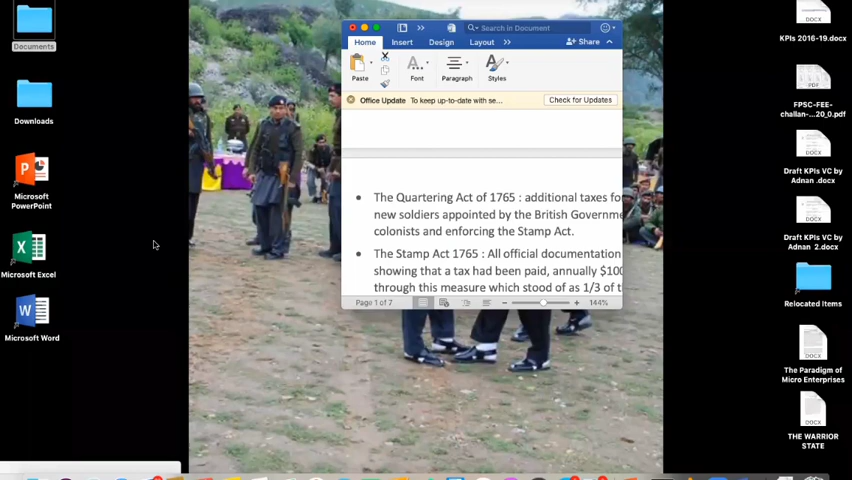 Documents
Downloads
Microsoft
PowerPoint
Microsoft Excel
Microsoft Word
Search in Document
Home Insert Design Layout
Share
Paste
Font
Paragraph
Styles
Office Update To keep up-to-date with se... Check for Updates
• The Quartering Act of 1765 : additional taxes fo
new soldiers appointed by the British Governme
colonists and enforcing the Stamp Act.
• The Stamp Act 1765 : All official documentation
showing that a tax had been paid, annually $100
through this measure which stood of as 1/3 of t
Page 1 of 7
144%
DOCX
KPIs 2016-19.docx
PDF
FPSC-FEE-
challan-...20_0.pdf
DOCX
Draft KPIs VC by
Adnan .docx
DOCX
Draft KPIs VC by
Adnan 2.docx
Relocated Items
DOCX
The Paradigm of
Micro Enterprises
DOCX
THE WARRIOR
STATE